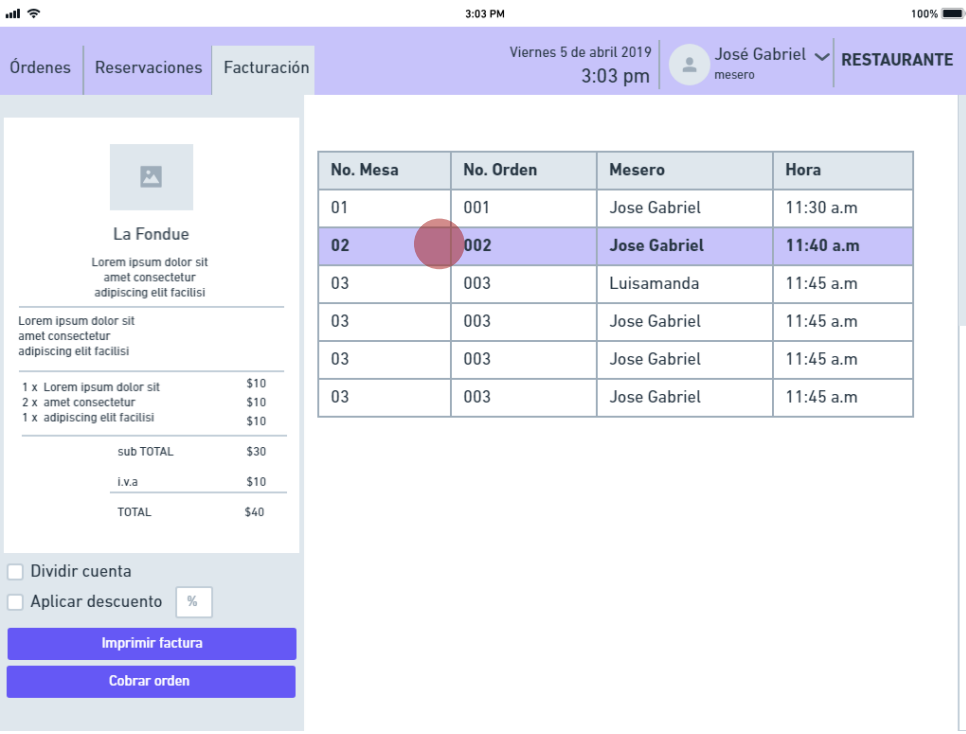 3:03 PM
100%
Órdenes Reservaciones Facturación
Viernes 5 de abril 2019
3:03 pm
José Gabriel
mesero
RESTAURANTE
La Fondue
Lorem ipsum dolor sit
amet consectetur
adipiscing elit facilisi
Lorem ipsum dolor sit
amet consectetur
adipiscing elit facilisi
1 x Lorem ipsum dolor sit $10
2 x amet consectetur $10
1 x adipiscing elit facilisi $10
sub TOTAL $30
i.v.a $10
TOTAL $40
Dividir cuenta
Aplicar descuento %
Imprimir factura
Cobrar orden
No. Mesa No. Orden Mesero Hora
01 001 Jose Gabriel 11:30 a.m
02 002 Jose Gabriel 11:40 a.m
03 003 Luisamanda 11:45 a.m
03 003 Jose Gabriel 11:45 a.m
03 003 Jose Gabriel 11:45 a.m
03 003 Jose Gabriel 11:45 a.m